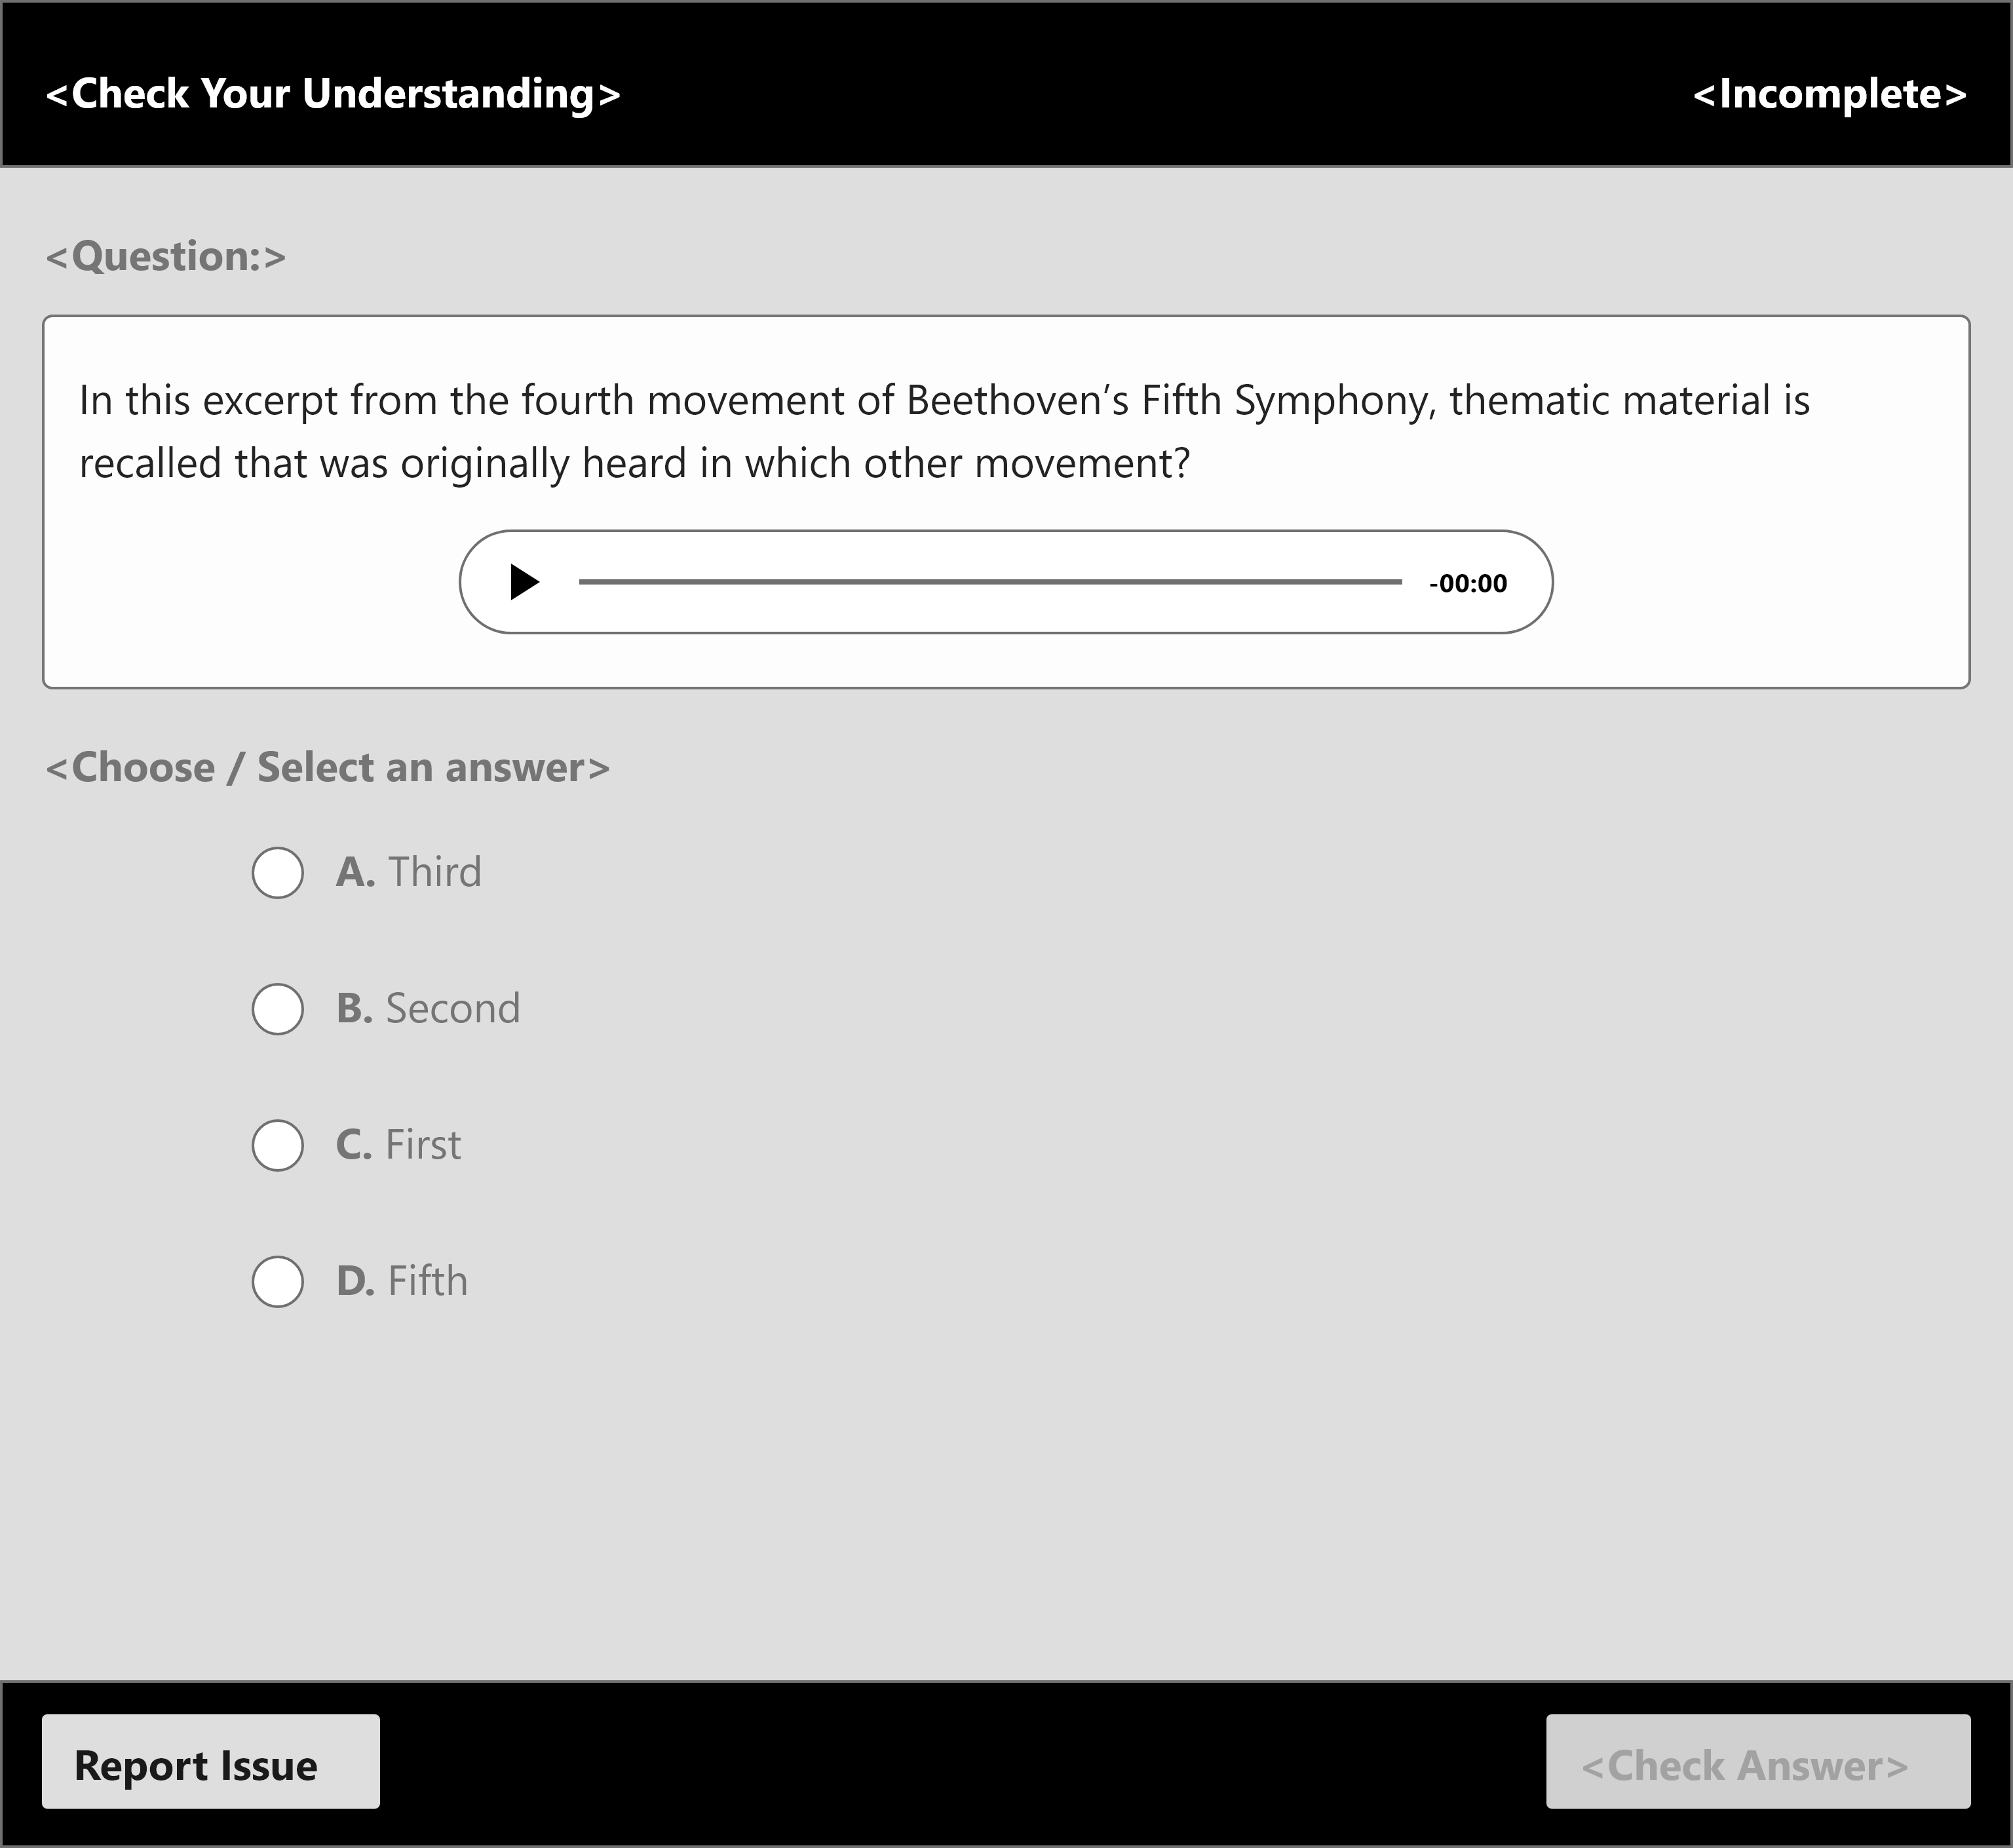 <Check Your Understanding>
<Incomplete>
<Question:>
In this excerpt from the fourth movement of Beethoven’s Fifth Symphony, thematic material is
recalled that was originally heard in which other movement?
-00:00
<Choose / Select an answer>
A. Third
B. Second
C. First
D. Fifth
Report Issue
<Check Answer>